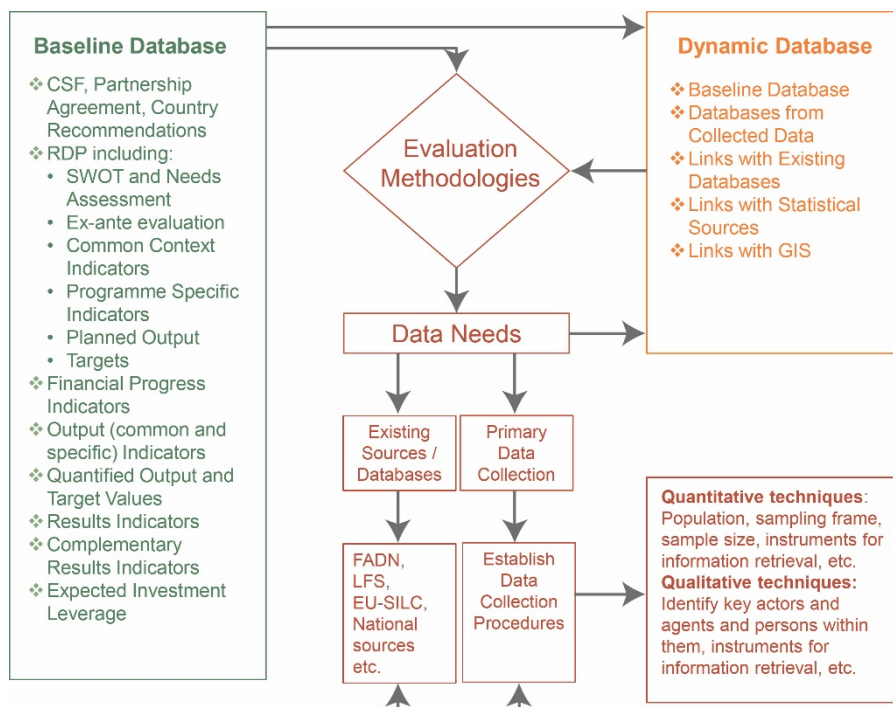 Baseline Database
❖ CSF, Partnership
Agreement, Country
Recommendations
❖ RDP including:
• SWOT and Needs
Assessment
• Ex-ante evaluation
• Common Context
Indicators
• Programme Specific
Indicators
• Planned Output
• Targets
❖ Financial Progress
Indicators
❖ Output (common and
specific) Indicators
❖ Quantified Output and
Target Values
❖ Results Indicators
❖ Complementary
Results Indicators
❖ Expected Investment
Leverage
Evaluation
Methodologies
Dynamic Database
❖ Baseline Database
❖ Databases from
Collected Data
❖ Links with Existing
Databases
❖ Links with Statistical
Sources
❖ Links with GIS
Data Needs
Existing
Sources /
Databases
Primary
Data
Collection
FADN,
LFS,
EU-SILC,
National
sources
etc.
Establish
Data
Collection
Procedures
Quantitative techniques:
Population, sampling frame,
sample size, instruments for
information retrieval, etc.
Qualitative techniques:
Identify key actors and
agents and persons within
them, instruments for
information retrieval, etc.